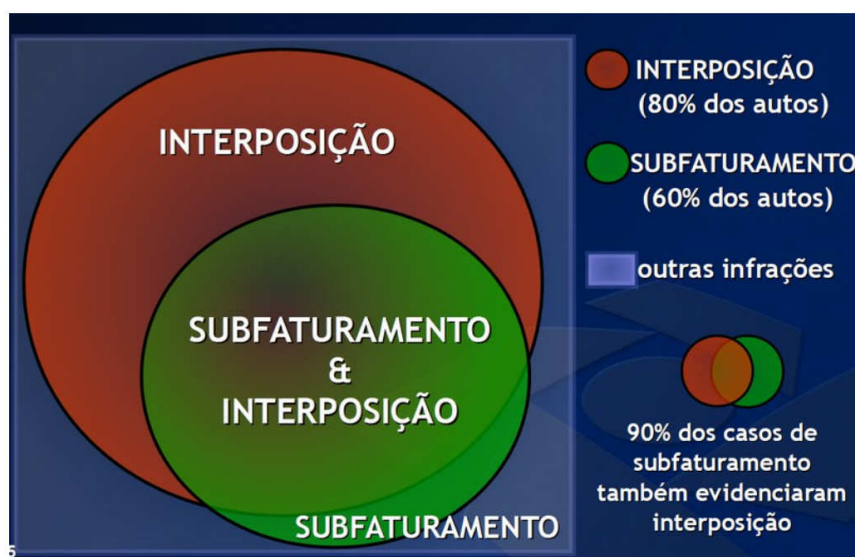 INTERPOSIÇÃO
SUBFATURAMENTO
&
INTERPOSIÇÃO
SUBFATURAMENTO
INTERPOSIÇÃO
(80% dos autos)
SUBFATURAMENTO
(60% dos autos)
outras infrações
90% dos casos de
subfaturamento
também evidenciaram
interposição
5